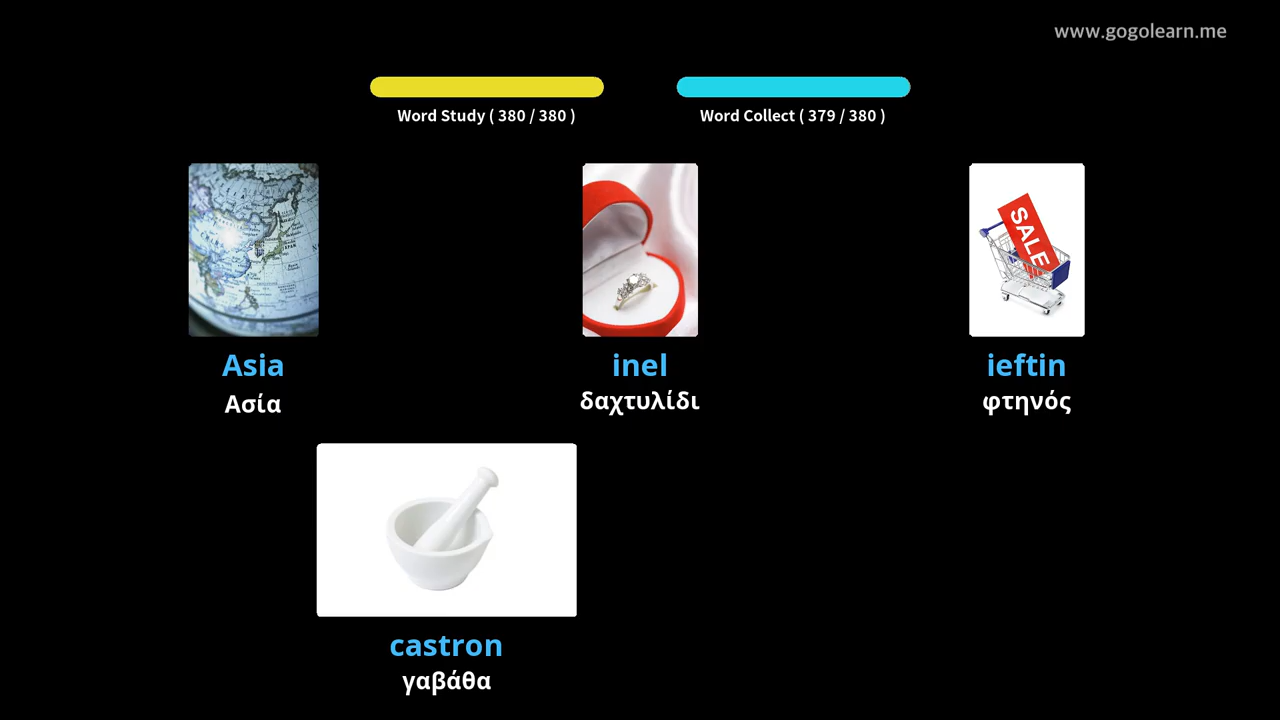 www.gogolearn.me
Word Study ( 380 / 380 )
Word Collect ( 379 / 380 )
CHINA
SALE
Asia
inel
ieftin
Ασία
δαχτυλίδι
φτηνός
castron
γαβάθα